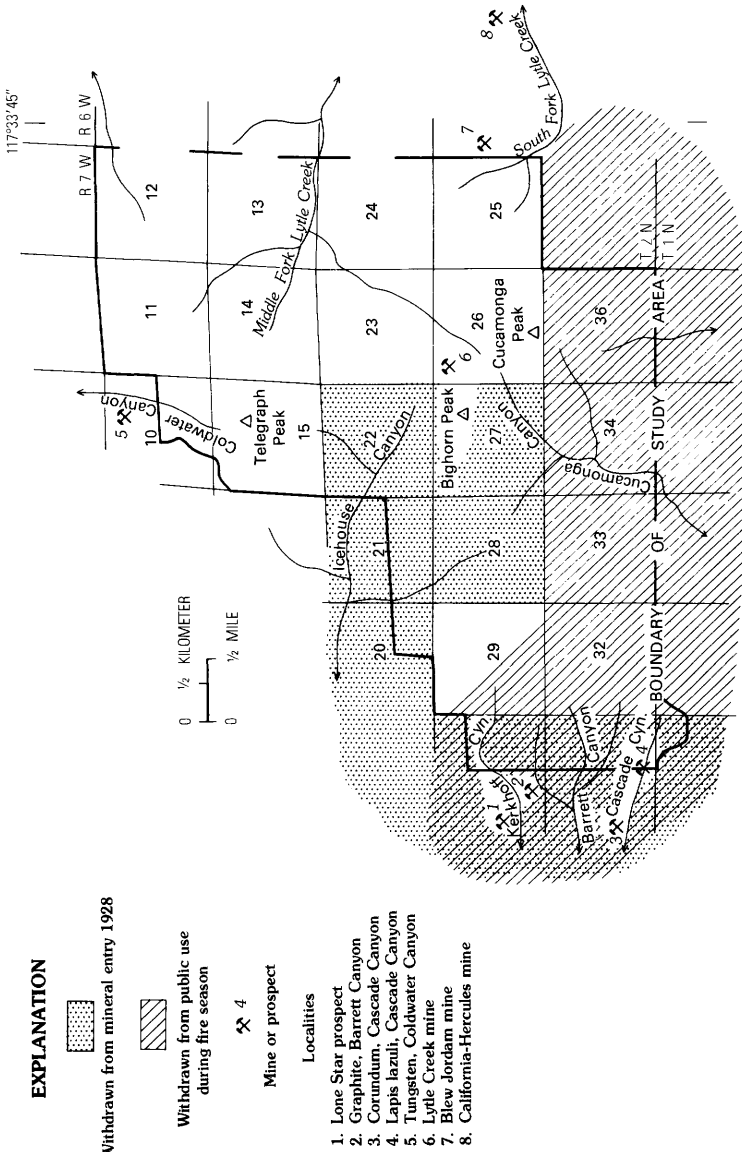 EXPLANATION
Withdrawn from mineral entry 1928
Withdrawn from public use
during fire season
4
Mine or prospect
Localities
1. Lone Star prospect
2. Graphite, Barrett Canyon
3. Corundum, Cascade Canyon
4. Lapis lazuli, Cascade Canyon
5. Tungsten, Coldwater Canyon
6. Lytle Creek mine
7. Blew Jordam mine
8. California-Hercules mine
0 ½ KILOMETER
0 ½ MILE
117°33'45"
R 7 W
R 6 W
T 2 N
T 1 N
5
10
Coldwater
Canyon
11
12
Telegraph
Peak
15
14
13
Middle Fork Lytle Creek
20
21
Icehouse
22
Canyon
23
24
29
28
Bighorn Peak
27
6
26
Cucamonga
Peak
25
7
8
South Fork Lytle Creek
1
Kerkhoff
Cyn
2
32
33
Cucamonga
Canyon
34
36
Barrett
Canyon
3
Cascade Cyn.
4
BOUNDARY OF STUDY AREA